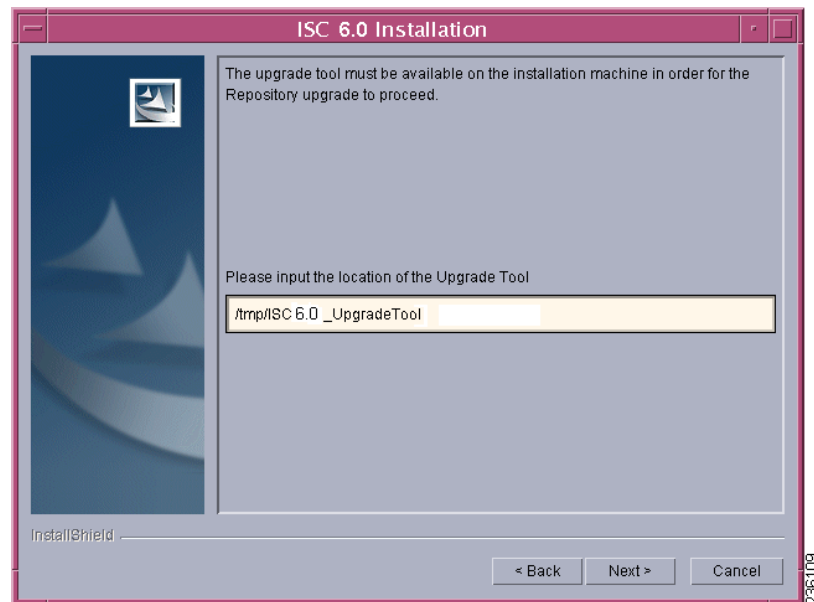 ISC 6.0 Installation
The upgrade tool must be available on the installation machine in order for the
Repository upgrade to proceed.
Please input the location of the Upgrade Tool
/tmp/ISC 6.0 _UpgradeTool
InstallShield
< Back
Next >
Cancel
236109